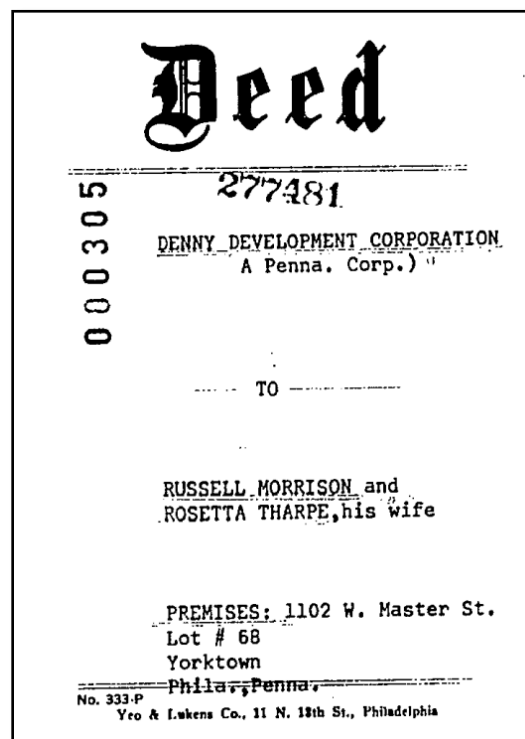 Deed
277481
000305
DENNY DEVELOPMENT CORPORATION
A Penna. Corp.)
TO
RUSSELL MORRISON and
ROSETTA THARPE,his wife
PREMISES: 1102 W. Master St.
Lot # 68
Yorktown
Phila.,Penna.
No. 333-P
Yeo & Lukens Co., 11 N. 13th St., Philadelphia